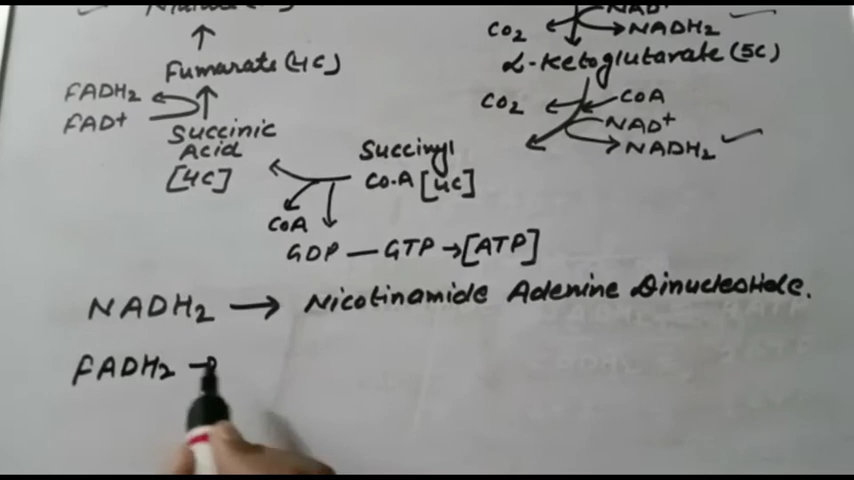 NAD+
CO2 NADH2
Fumarate (4C) α-Ketoglutarate (5C)
FADH2 CO2 COA
FAD+ NAD+
Succinic NADH2
Acid Succinyl
[4C] CO-A [4C]
COA
GDP — GTP → [ATP]
NADH2 → Nicotinamide Adenine Dinucleotide.
FADH2 →